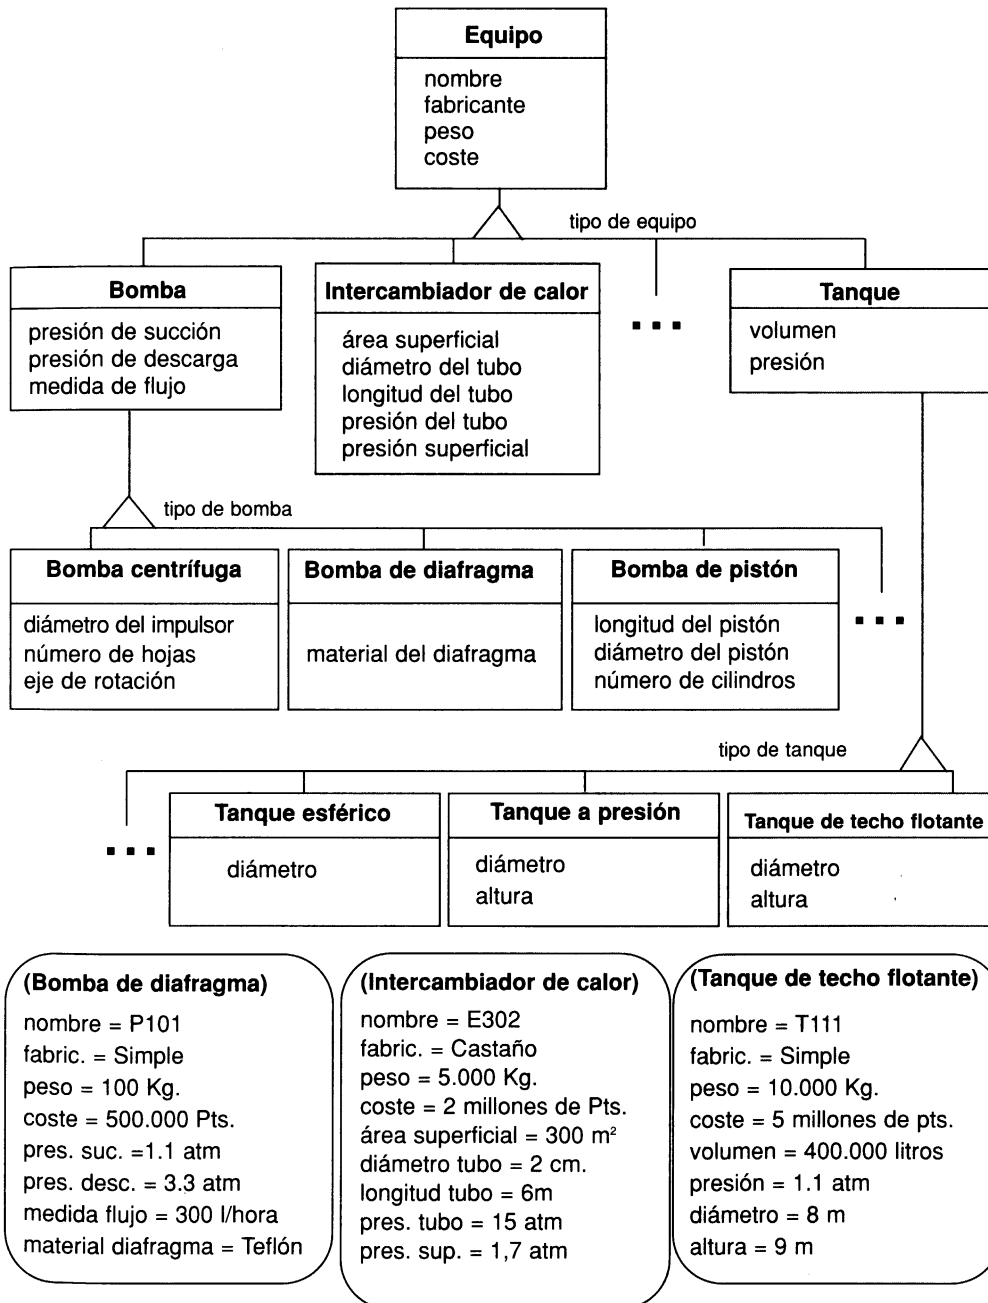 Equipo
nombre
fabricante
peso
coste
tipo de equipo
Bomba
presión de succión
presión de descarga
medida de flujo
Intercambiador de calor
área superficial
diámetro del tubo
longitud del tubo
presión del tubo
presión superficial
Tanque
volumen
presión
tipo de bomba
Bomba centrífuga
diámetro del impulsor
número de hojas
eje de rotación
Bomba de diafragma
material del diafragma
Bomba de pistón
longitud del pistón
diámetro del pistón
número de cilindros
tipo de tanque
Tanque esférico
diámetro
Tanque a presión
diámetro
altura
Tanque de techo flotante
diámetro
altura
(Bomba de diafragma)
nombre = P101
fabric. = Simple
peso = 100 Kg.
coste = 500.000 Pts.
pres. suc. =1.1 atm
pres. desc. = 3.3 atm
medida flujo = 300 l/hora
material diafragma = Teflón
(Intercambiador de calor)
nombre = E302
fabric. = Castaño
peso = 5.000 Kg.
coste = 2 millones de Pts.
área superficial = 300 m²
diámetro tubo = 2 cm.
longitud tubo = 6m
pres. tubo = 15 atm
pres. sup. = 1,7 atm
(Tanque de techo flotante)
nombre = T111
fabric. = Simple
peso = 10.000 Kg.
coste = 5 millones de pts.
volumen = 400.000 litros
presión = 1.1 atm
diámetro = 8 m
altura = 9 m